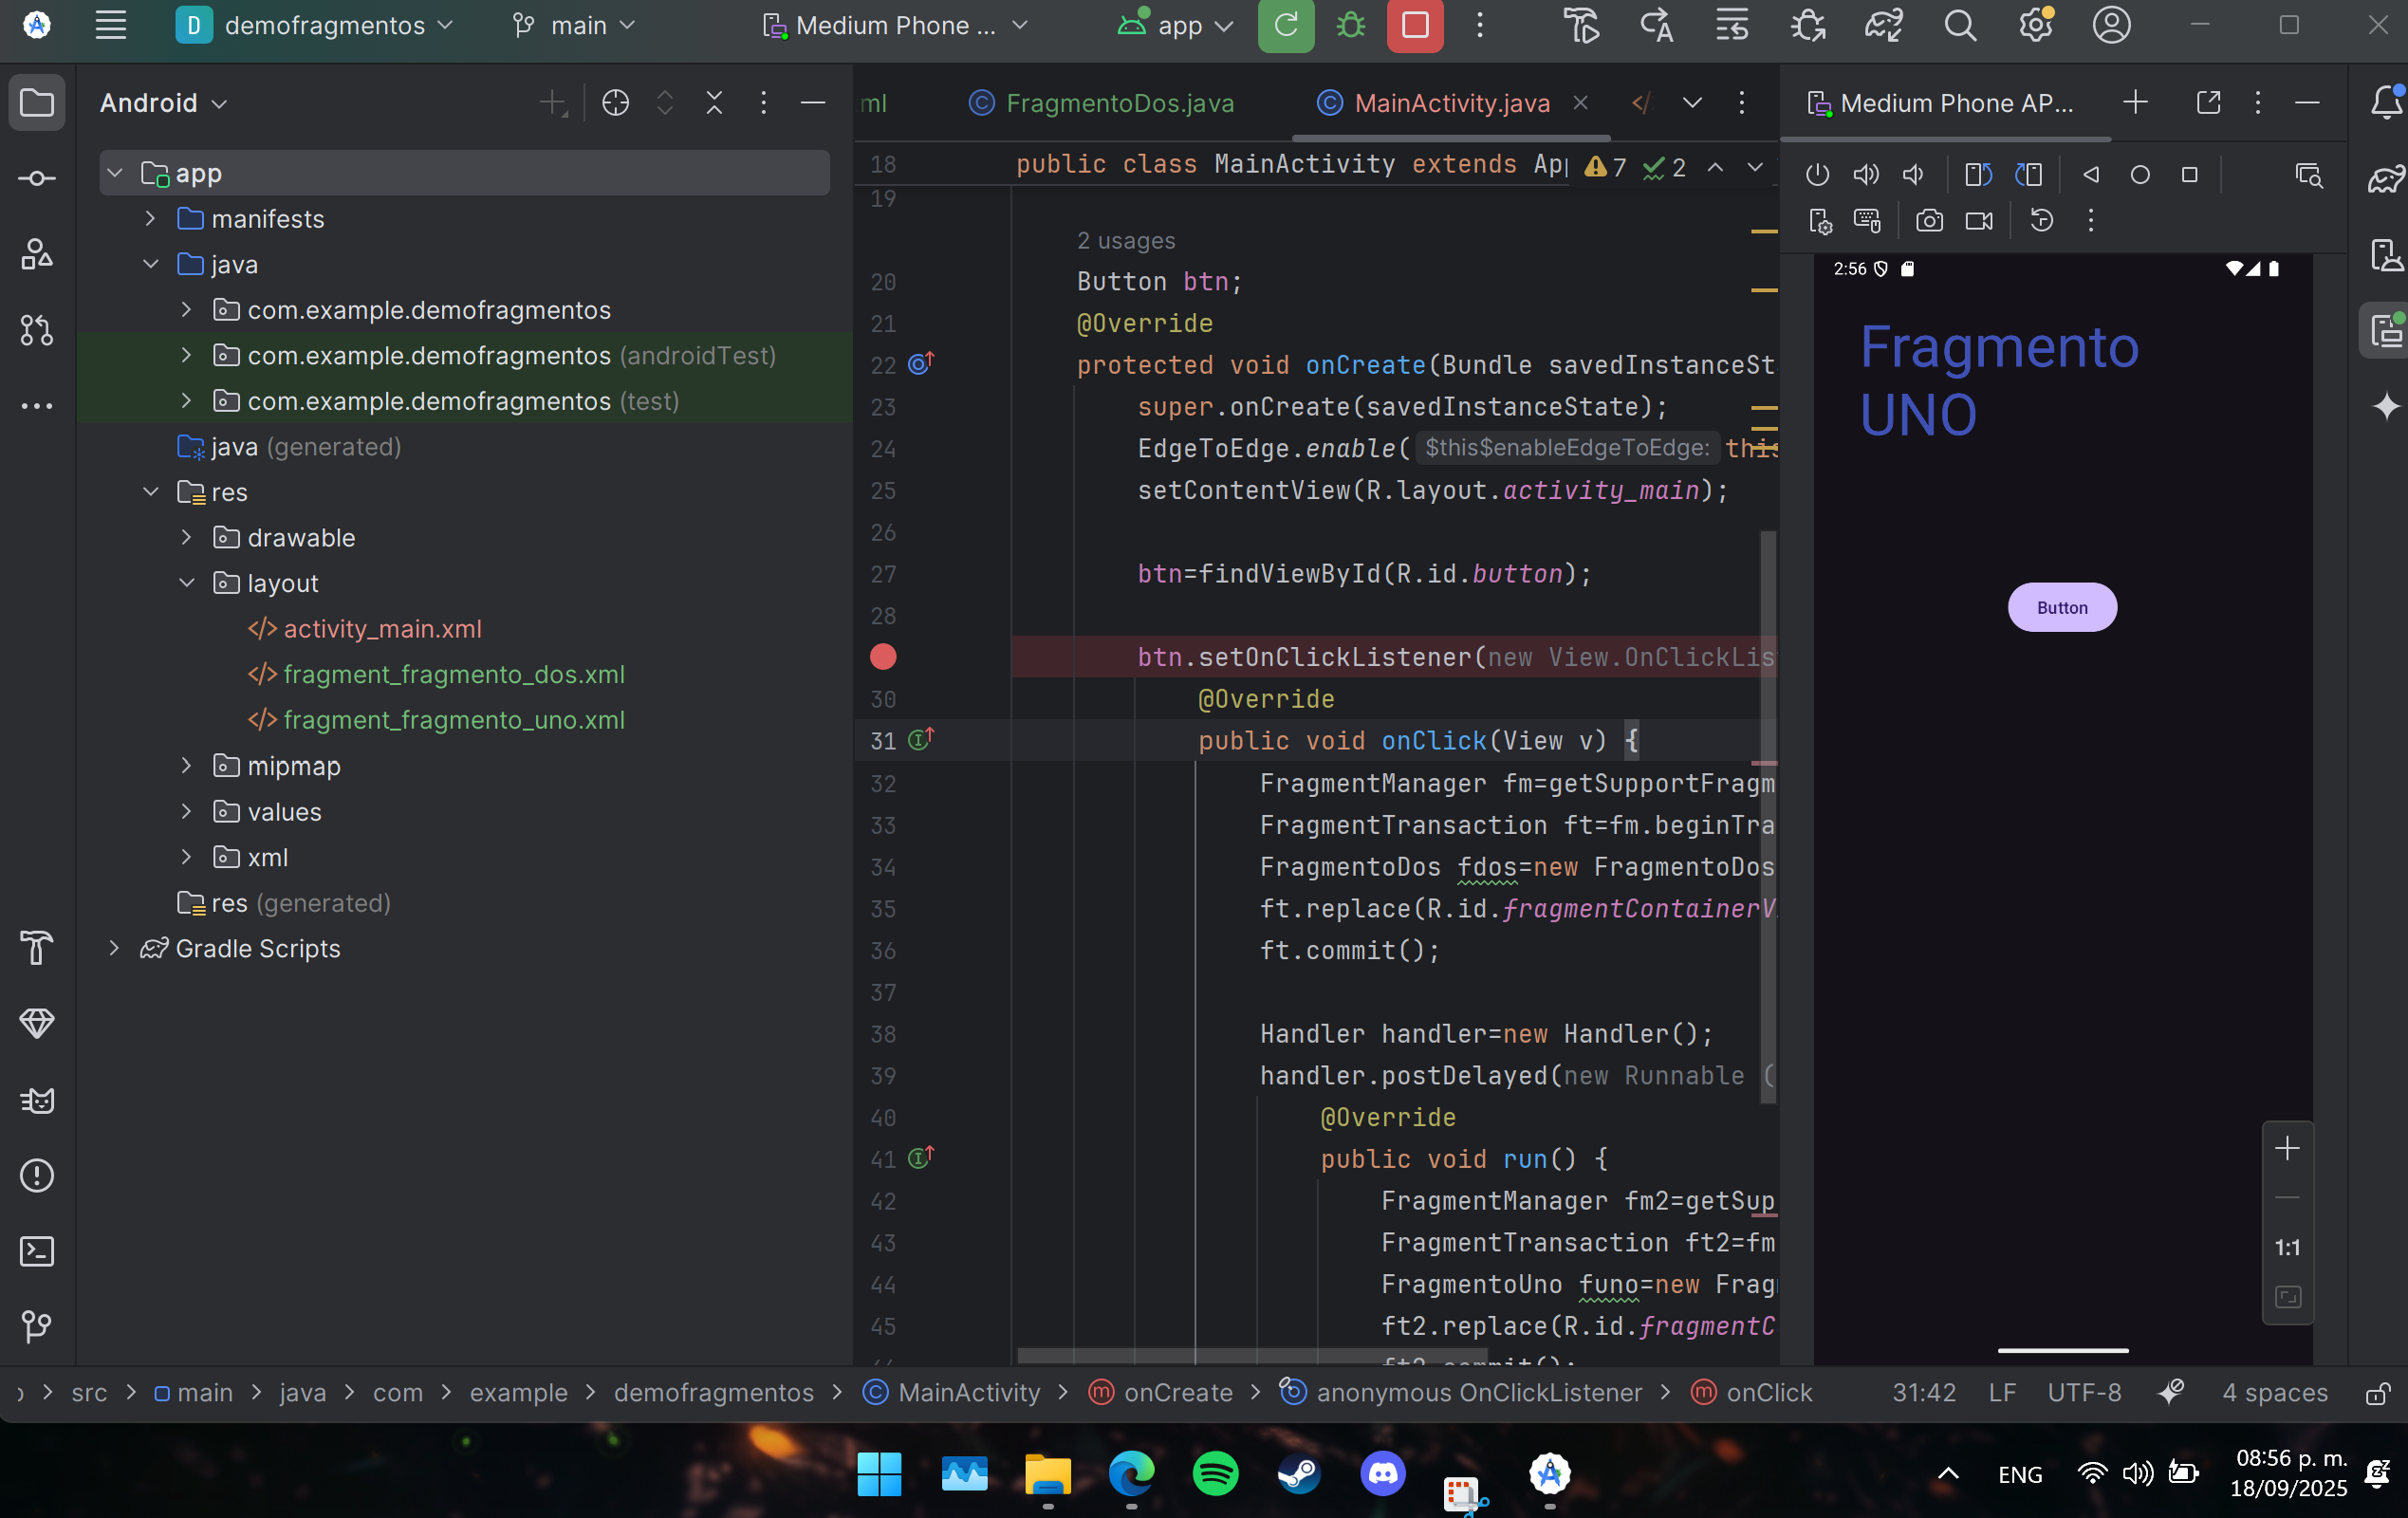 D demofragmentos main Medium Phone ... app
Android
app
manifests
java
com.example.demofragmentos
com.example.demofragmentos (androidTest)
com.example.demofragmentos (test)
java (generated)
res
drawable
layout
activity_main.xml
fragment_fragmento_dos.xml
fragment_fragmento_uno.xml
mipmap
values
xml
res (generated)
Gradle Scripts
ml FragmentoDos.java MainActivity.java
18 public class MainActivity extends App 7 2
19
2 usages
20 Button btn;
21 @Override
22 protected void onCreate(Bundle savedInstanceSt
23 super.onCreate(savedInstanceState);
24 EdgeToEdge.enable( $this$enableEdgeToEdge: this
25 setContentView(R.layout.activity_main);
26
27 btn=findViewById(R.id.button);
28
btn.setOnClickListener(new View.OnClickLis
30 @Override
31 public void onClick(View v) {
32 FragmentManager fm=getSupportFragm
33 FragmentTransaction ft=fm.beginTra
34 FragmentoDos fdos=new FragmentoDos
35 ft.replace(R.id.fragmentContainerV
36 ft.commit();
37
38 Handler handler=new Handler();
39 handler.postDelayed(new Runnable (
40 @Override
41 public void run() {
42 FragmentManager fm2=getSup
43 FragmentTransaction ft2=fm
44 FragmentoUno funo=new Frag
45 ft2.replace(R.id.fragmentC
ft2.commit();
Medium Phone AP...
2:56
Fragmento
UNO
Button
1:1
src main java com example demofragmentos MainActivity onCreate anonymous OnClickListener onClick 31:42 LF UTF-8 4 spaces
ENG
08:56 p. m.
18/09/2025